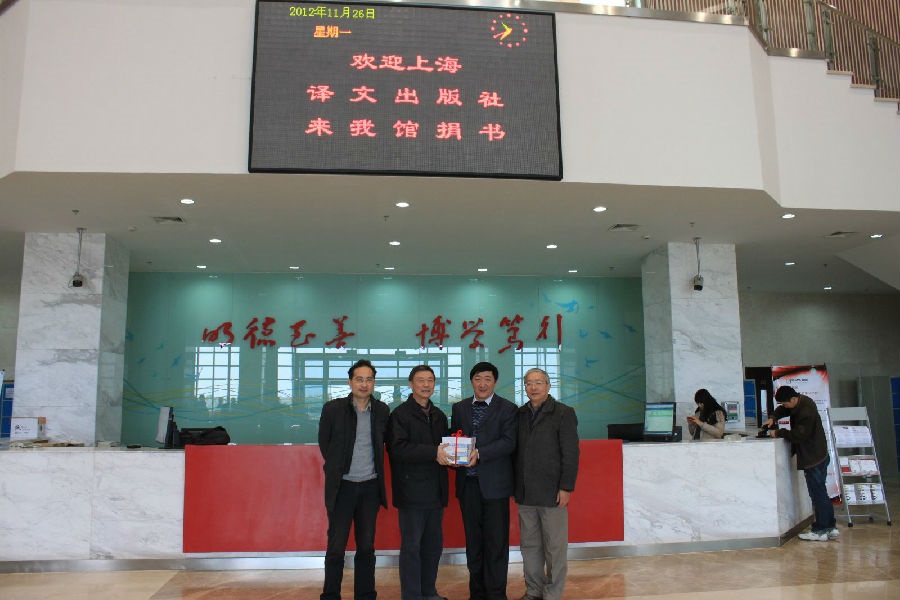 2012年11月26日
星期一
欢迎上海
译文出版社
来我馆捐书
明德至善 博学笃行